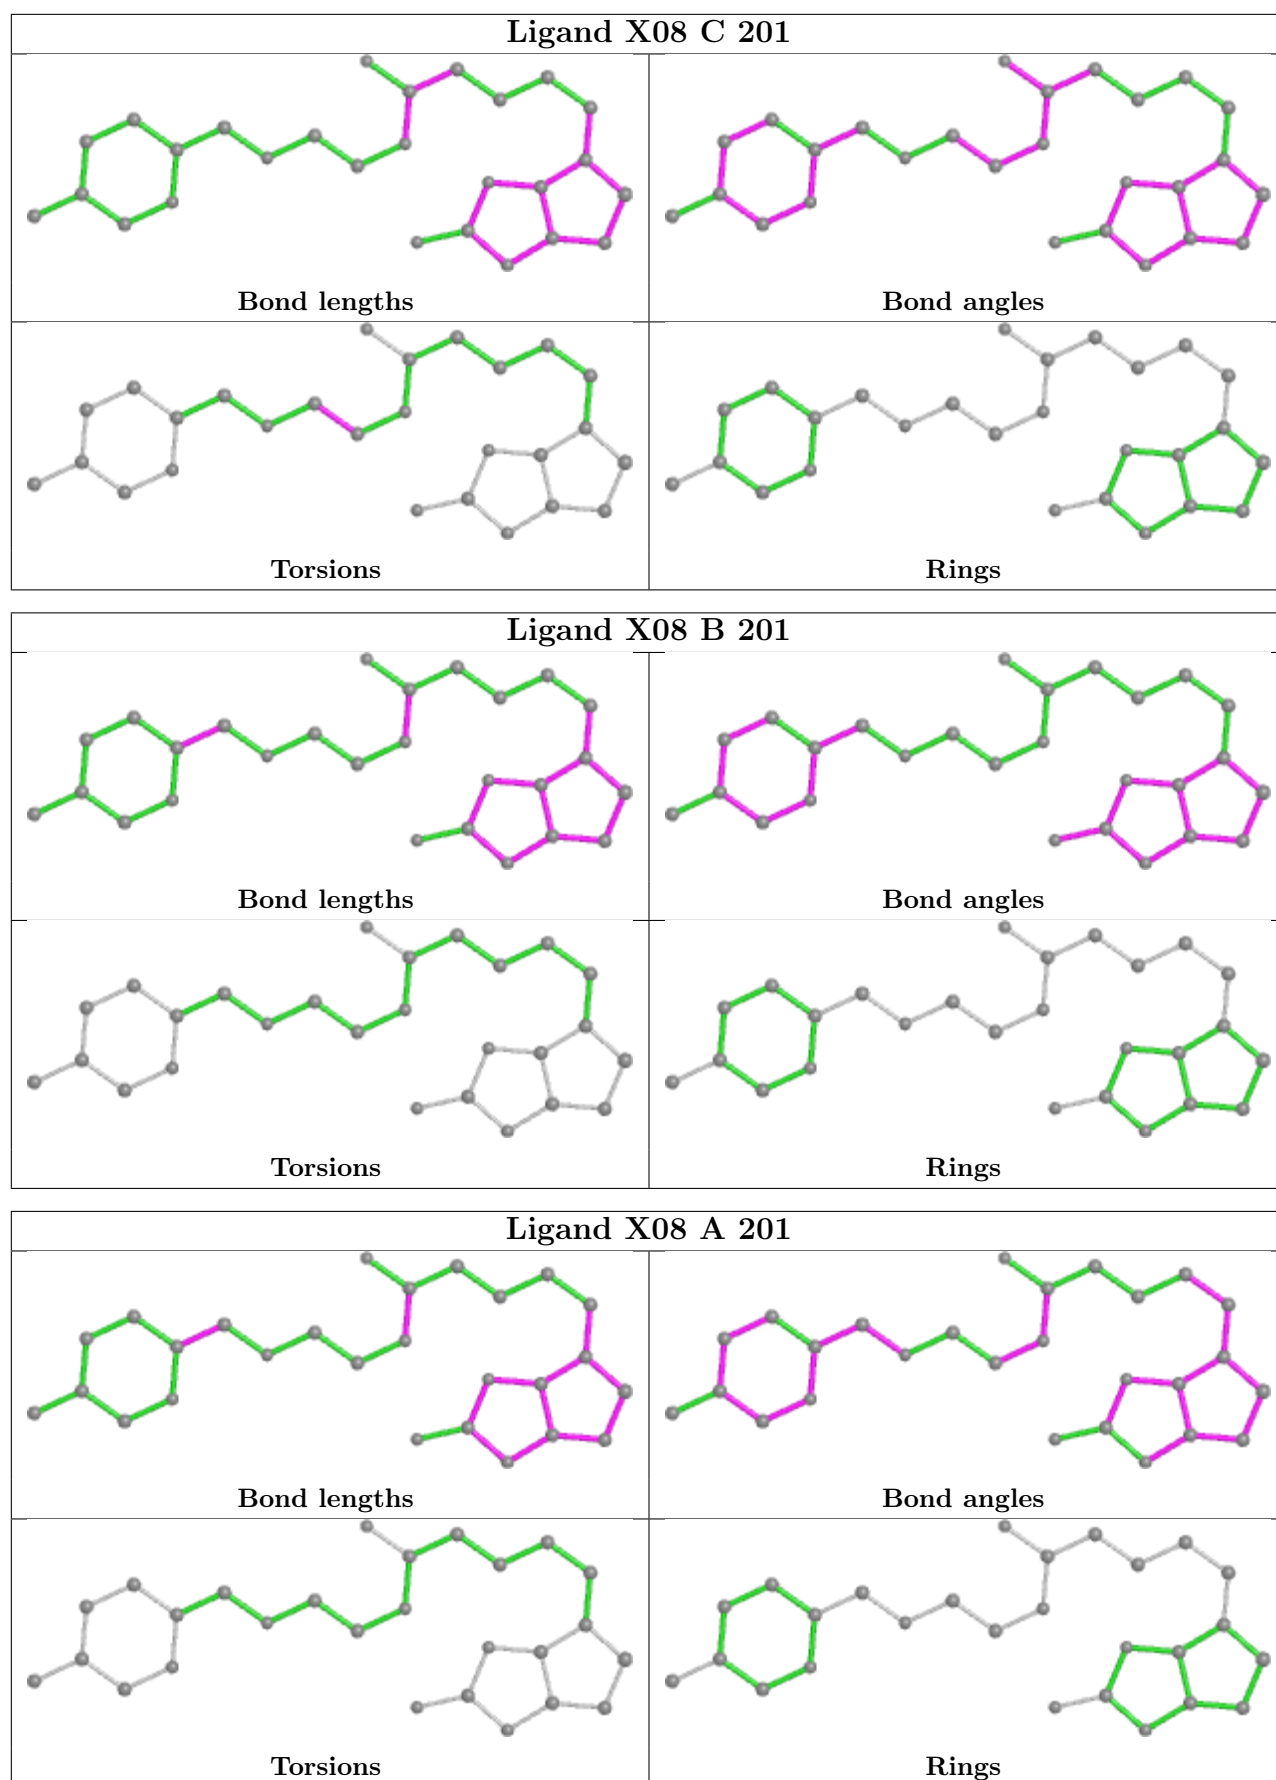 Ligand X08 C 201
Bond lengths
Bond angles
Torsions
Rings
Ligand X08 B 201
Bond lengths
Bond angles
Torsions
Rings
Ligand X08 A 201
Bond lengths
Bond angles
Torsions
Rings